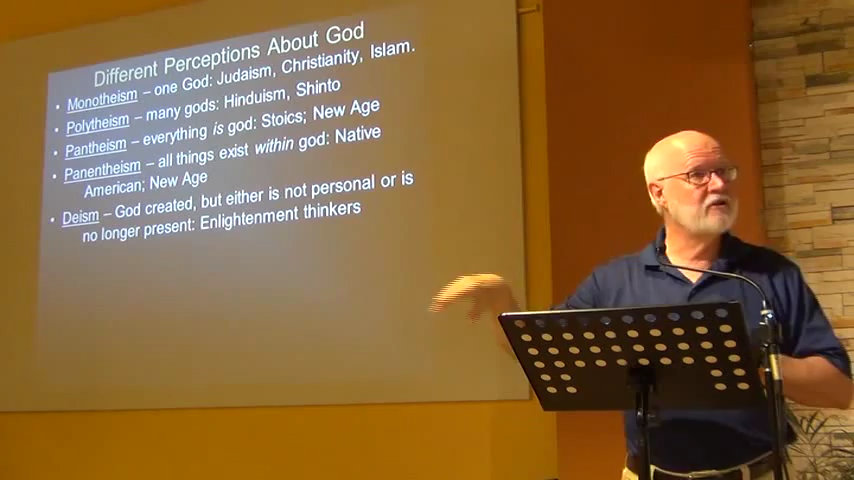 Different Perceptions About God
• Monotheism – one God: Judaism, Christianity, Islam.
• Polytheism – many gods: Hinduism, Shinto
• Pantheism – everything is god: Stoics; New Age
• Panentheism – all things exist within god: Native
American; New Age
• Deism – God created, but either is not personal or is
no longer present: Enlightenment thinkers